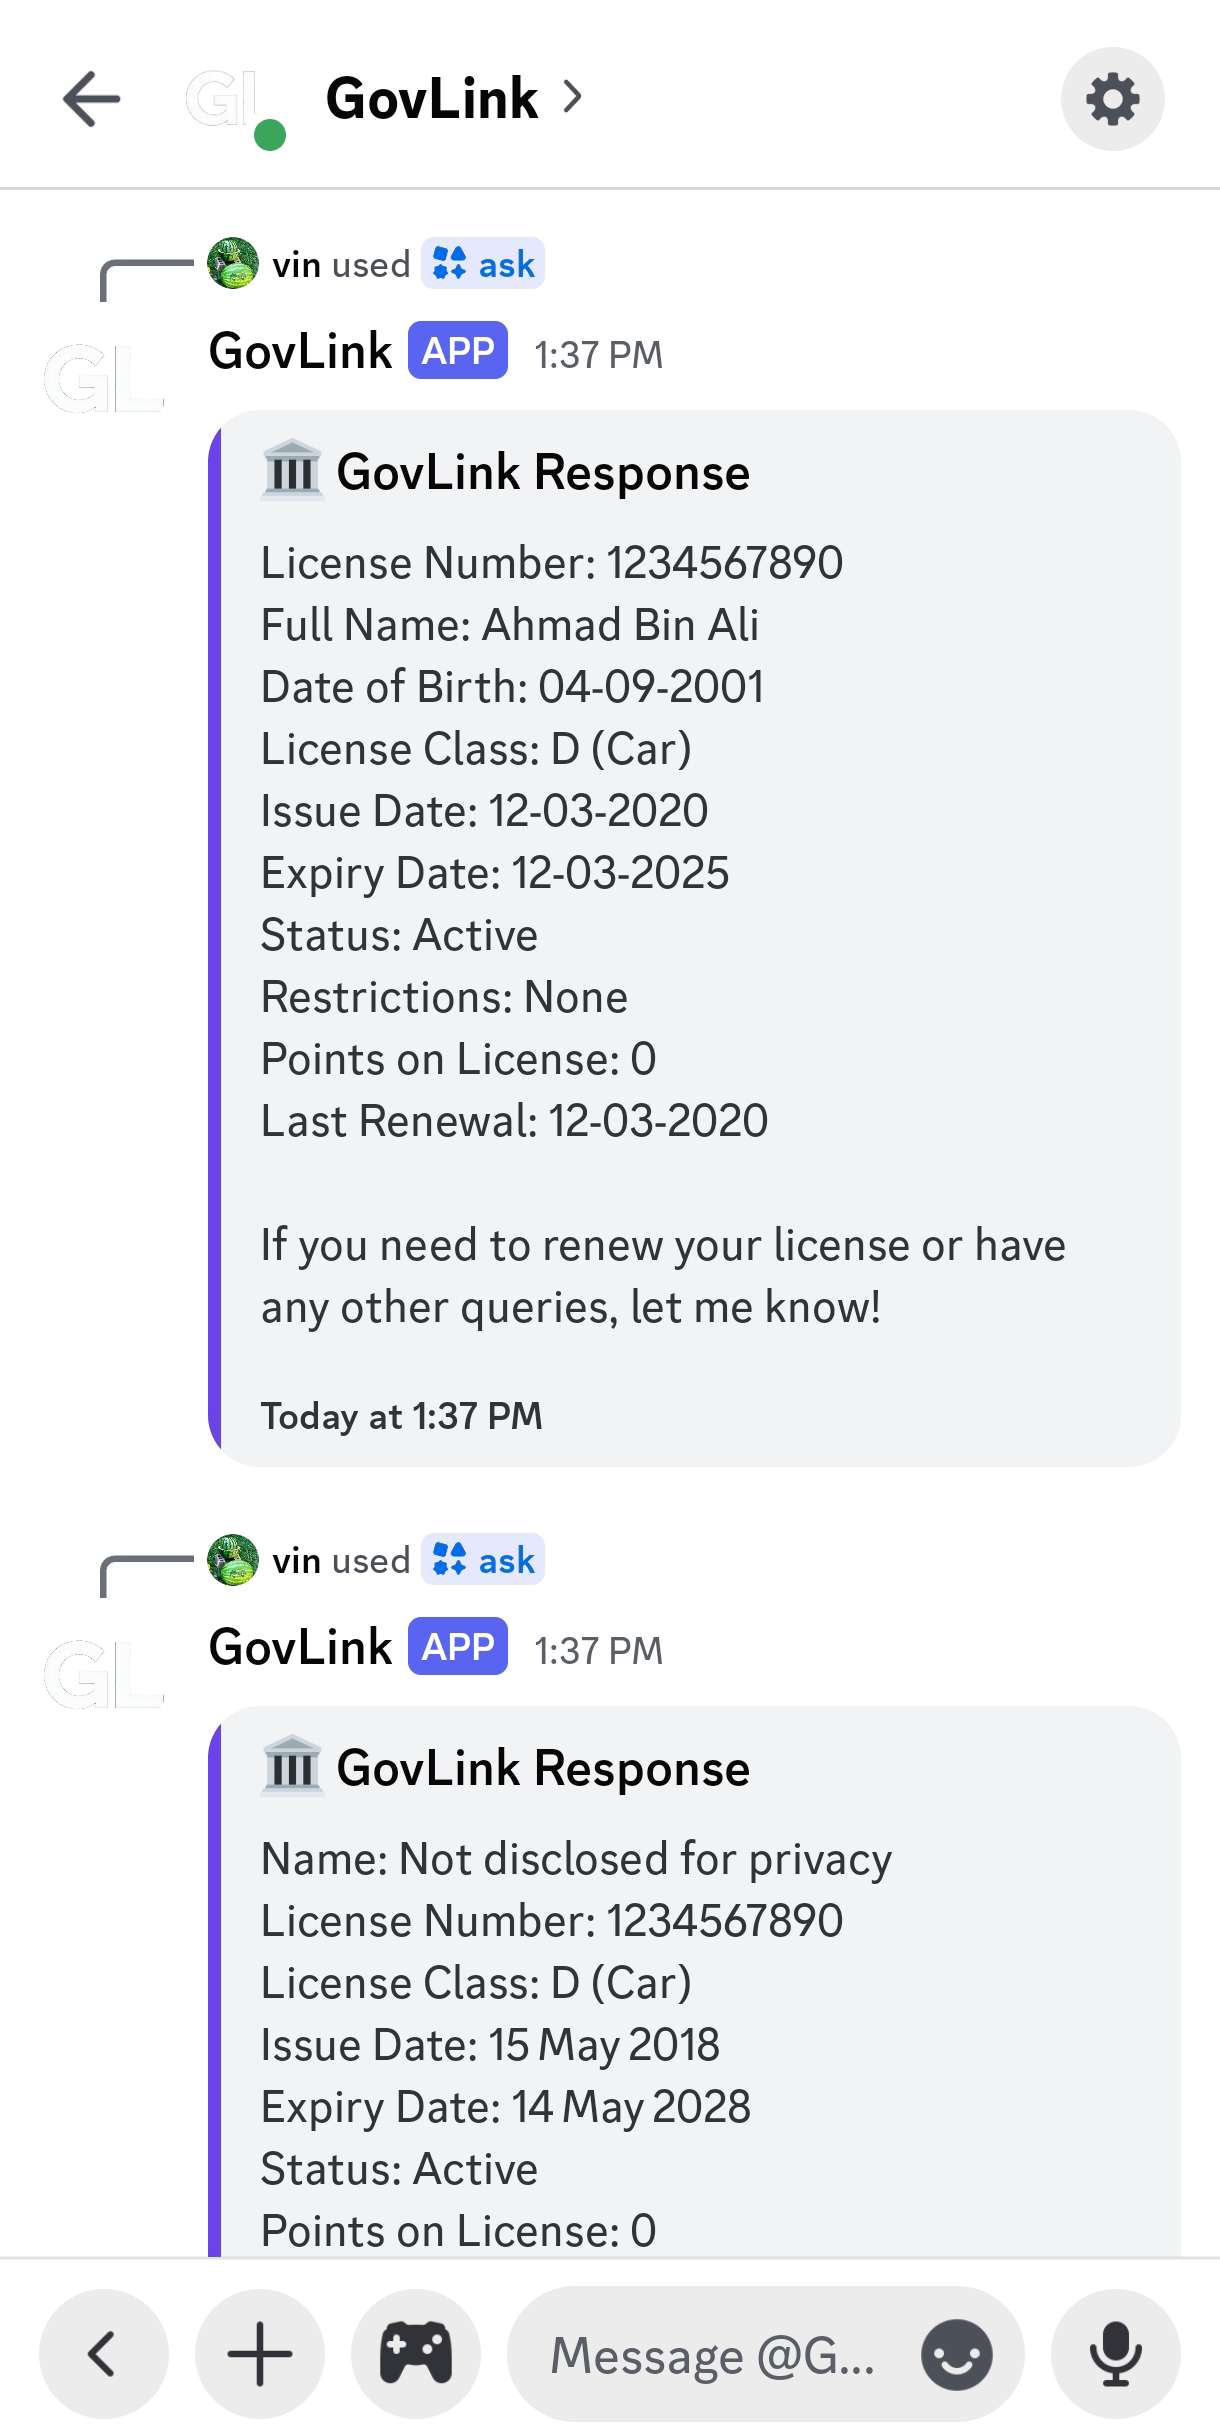 GL
GovLink
vin used ask
GL
GovLink APP 1:37 PM
GovLink Response
License Number: 1234567890
Full Name: Ahmad Bin Ali
Date of Birth: 04-09-2001
License Class: D (Car)
Issue Date: 12-03-2020
Expiry Date: 12-03-2025
Status: Active
Restrictions: None
Points on License: 0
Last Renewal: 12-03-2020
If you need to renew your license or have
any other queries, let me know!
Today at 1:37 PM
vin used ask
GL
GovLink APP 1:37 PM
GovLink Response
Name: Not disclosed for privacy
License Number: 1234567890
License Class: D (Car)
Issue Date: 15 May 2018
Expiry Date: 14 May 2028
Status: Active
Points on License: 0
Message @G...